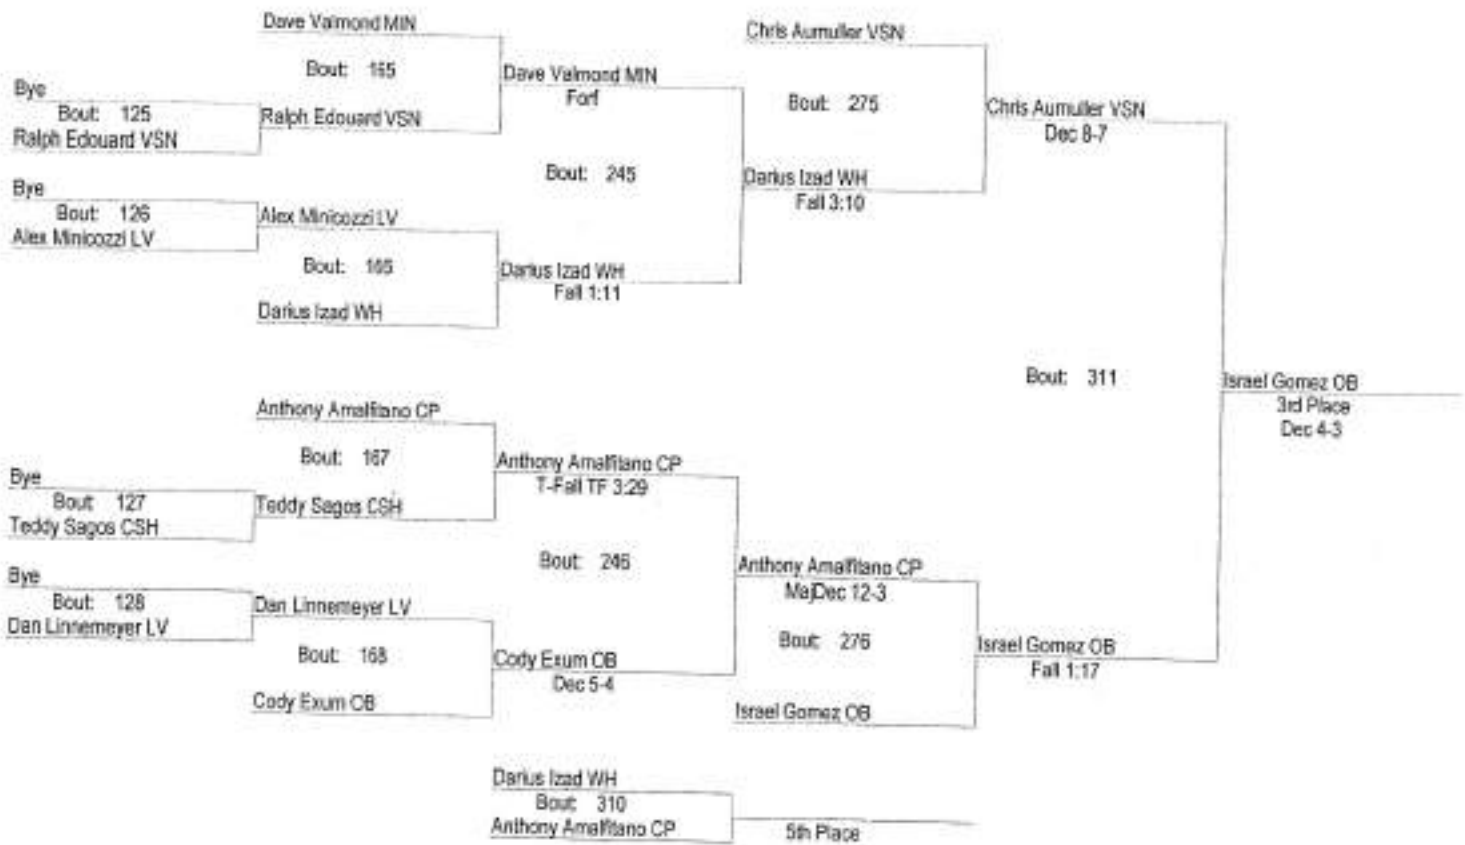 Dave Valmond MIN
Bout: 165
Bye
Bout: 125
Ralph Edouard VSN
Ralph Edouard VSN
Dave Valmond MIN
Forf
Bye
Bout: 126
Alex Minicozzi LV
Alex Minicozzi LV
Bout: 165
Darius Izad WH
Darius Izad WH
Fall 1:11
Bout: 245
Chris Aumuller VSN
Bout: 275
Darius Izad WH
Fall 3:10
Chris Aumuller VSN
Dec 8-7
Anthony Amalfitano CP
Bout: 167
Bye
Bout: 127
Teddy Sagos CSH
Teddy Sagos CSH
Anthony Amalfitano CP
T-Fall TF 3:29
Bye
Bout: 128
Dan Linnemeyer LV
Dan Linnemeyer LV
Bout: 168
Cody Exum OB
Cody Exum OB
Dec 5-4
Bout: 246
Anthony Amalfitano CP
MajDec 12-3
Bout: 276
Israel Gomez OB
Israel Gomez OB
Fall 1:17
Bout: 311
Israel Gomez OB
3rd Place
Dec 4-3
Darius Izad WH
Bout: 310
Anthony Amalfitano CP
5th Place